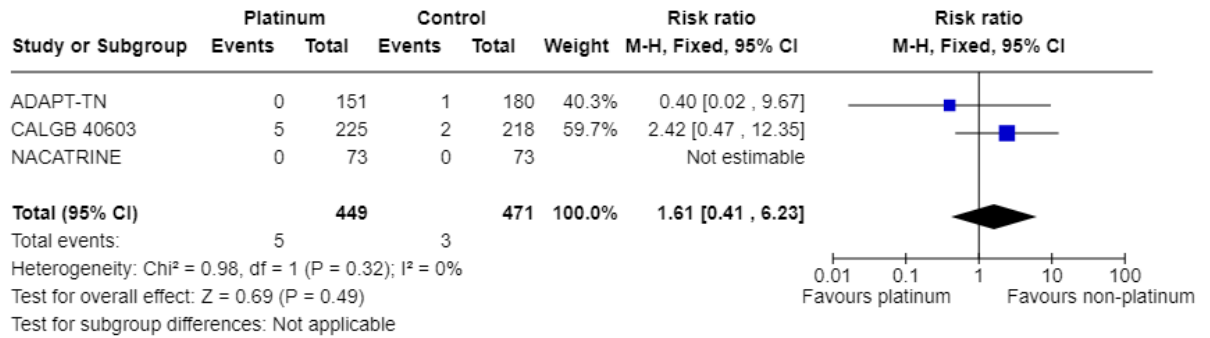 Platinum Control Risk ratio Risk ratio
Study or Subgroup Events Total Events Total Weight M-H, Fixed, 95% CI M-H, Fixed, 95% CI
ADAPT-TN 0 151 1 180 40.3% 0.40 [0.02 , 9.67]
CALGB 40603 5 225 2 218 59.7% 2.42 [0.47 , 12.35]
NACATRINE 0 73 0 73 Not estimable
Total (95% CI) 449 471 100.0% 1.61 [0.41 , 6.23]
Total events: 5 3
Heterogeneity: Chi² = 0.98, df = 1 (P = 0.32); I² = 0%
0.01 0.1 1 10 100
Test for overall effect: Z = 0.69 (P = 0.49) Favours platinum Favours non-platinum
Test for subgroup differences: Not applicable